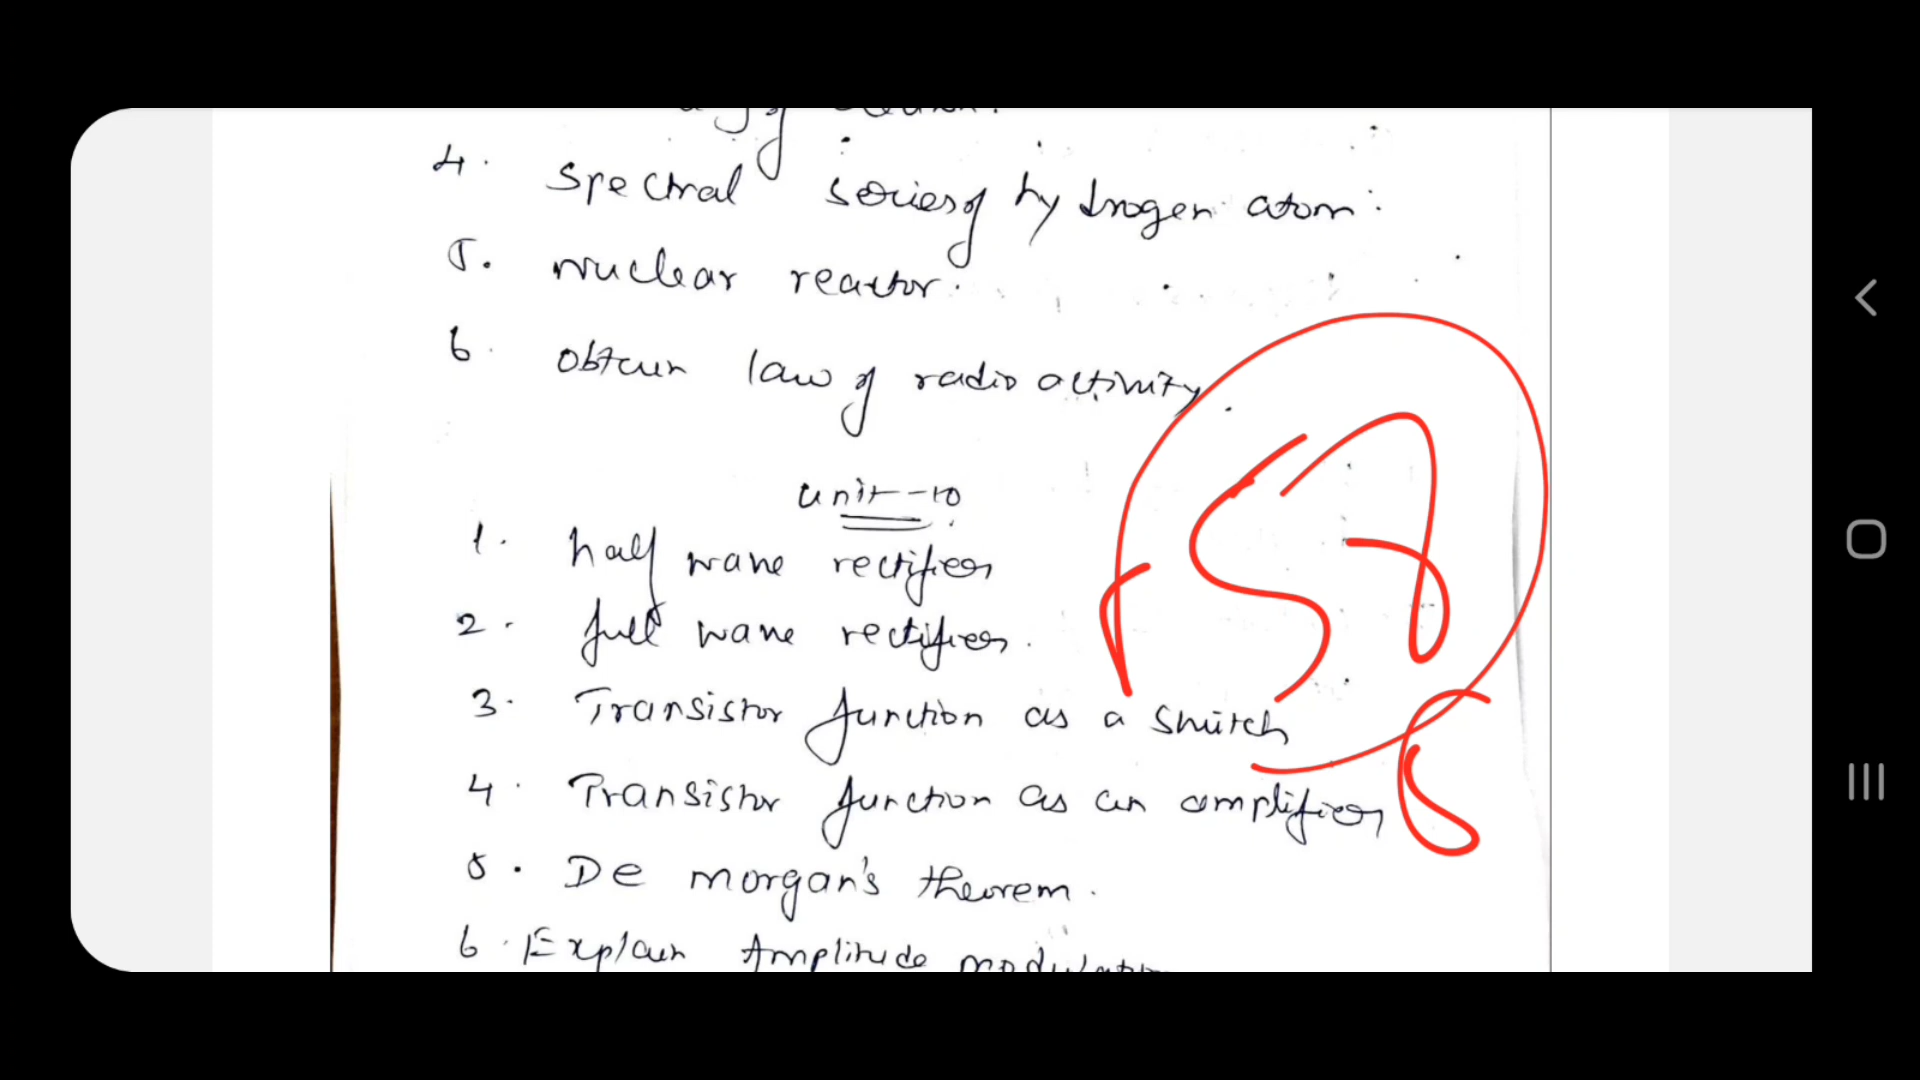 4. Spectral series of hydrogen atom.
5. Nuclear reactor.
6. Obtain law of radio activity.
Unit-10
1. half wave rectifier
2. full wave rectifier.
3. Transistor function as a switch
4. Transistor function as an amplifier
5. De morgan's theorem.
6. Explain Amplitude modulation
57